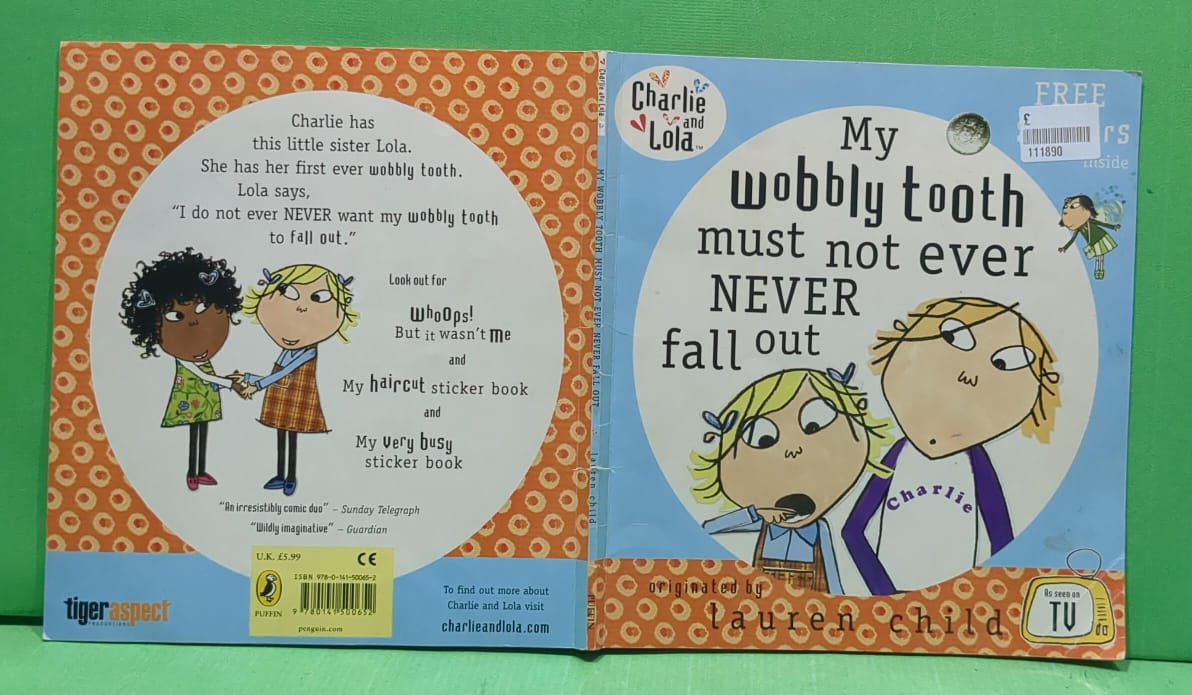 Charlie has
this little sister Lola.
She has her first ever wobbly tooth.
Lola says,
“I do not ever NEVER want my wobbly tooth
to fall out.”
Look out for
Whoops!
But it wasn't me
and
My haircut sticker book
and
My very busy
sticker book
“An irresistibly comic duo” – Sunday Telegraph
“Wildly imaginative” – Guardian
U.K. £5.99
CE
ISBN 978-0-141-50065-2
9 780141 500652
PUFFIN
penguin.com
tigeraspect
PRODUCTIONS
To find out more about
Charlie and Lola visit
charlieandlola.com
MY WOBBLY TOOTH MUST NOT EVER NEVER FALL OUT
lauren child
PUFFIN
Charlie
and
Lola™
FREE
inside
£
111890
My
wobbly tooth
must not ever
NEVER
fall out
Charlie
originated by
lauren child
As seen on
TV